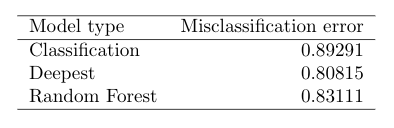 Model type Misclassification error
Classification 0.89291
Deepest 0.80815
Random Forest 0.83111